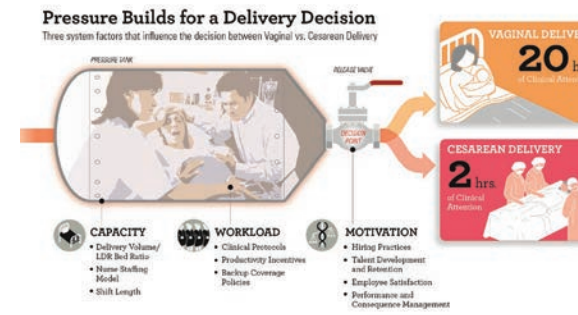 Pressure Builds for a Delivery Decision
Three system factors that influence the decision between Vaginal vs. Cesarean Delivery
PRESSURE TANK
RELEASE VALVE
DECISION
POINT
VAGINAL DELIVE
20 h
of Clinical Atten
CESAREAN DELIVERY
2 hrs.
of Clinical
Attention
CAPACITY
• Delivery Volume/
LDR Bed Ratio
• Nurse Staffing
Model
• Shift Length
WORKLOAD
• Clinical Protocols
• Productivity Incentives
• Backup Coverage
Policies
MOTIVATION
• Hiring Practices
• Talent Development
and Retention
• Employee Satisfaction
• Performance and
Consequence Management